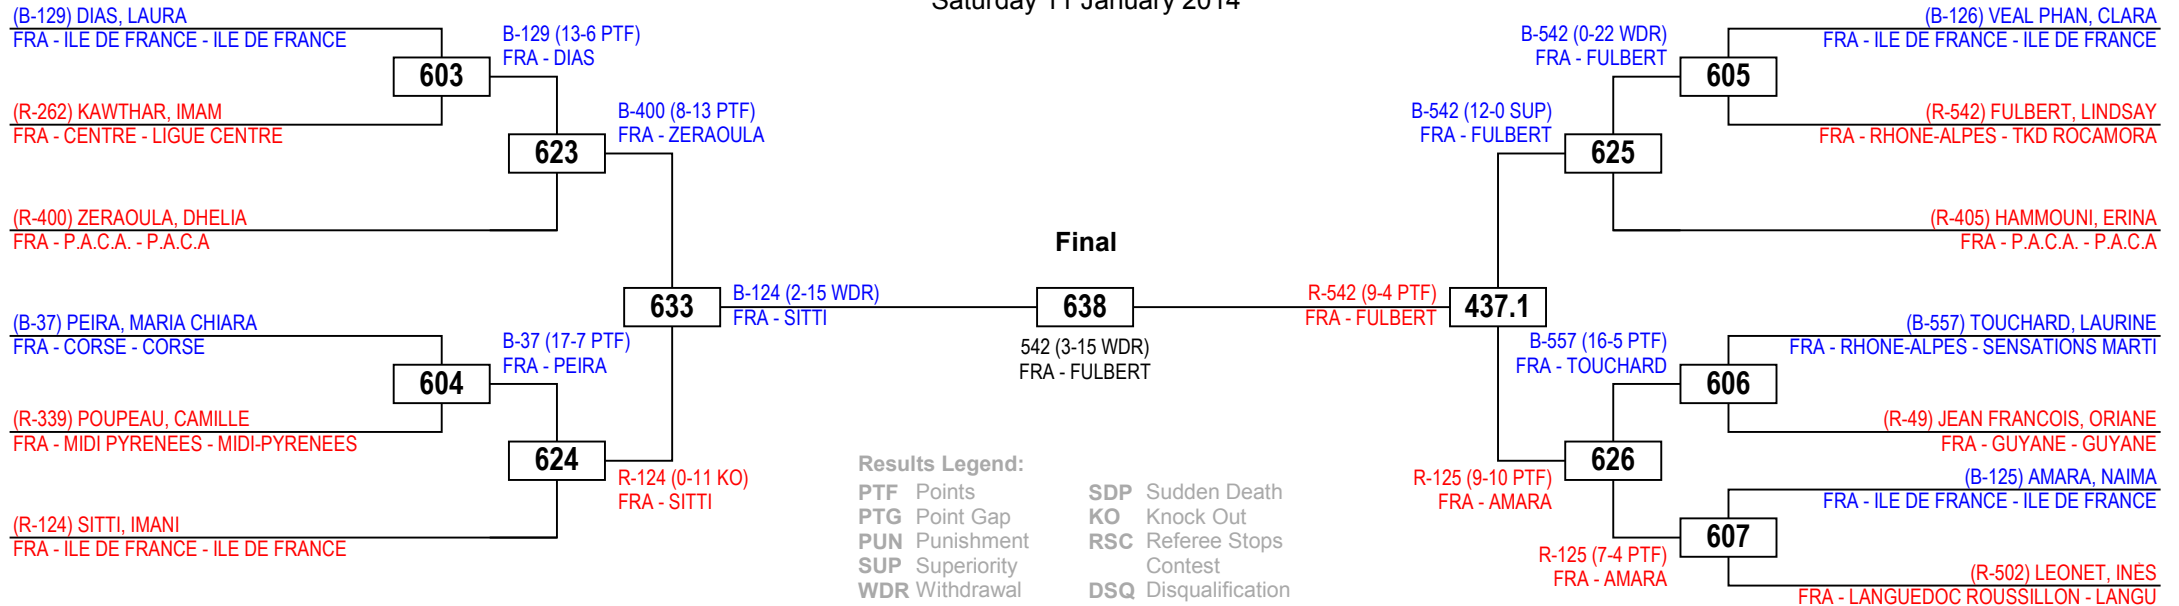 Saturday 11 January 2014
(B-129) DIAS, LAURA
FRA - ILE DE FRANCE - ILE DE FRANCE
B-129 (13-6 PTF)
FRA - DIAS
603
(R-262) KAWTHAR, IMAM
FRA - CENTRE - LIGUE CENTRE
B-400 (8-13 PTF)
FRA - ZERAOULA
623
(R-400) ZERAOULA, DHELIA
FRA - P.A.C.A. - P.A.C.A
633
B-124 (2-15 WDR)
FRA - SITTI
(B-37) PEIRA, MARIA CHIARA
FRA - CORSE - CORSE
B-37 (17-7 PTF)
FRA - PEIRA
604
(R-339) POUPEAU, CAMILLE
FRA - MIDI PYRENEES - MIDI-PYRENEES
624
R-124 (0-11 KO)
FRA - SITTI
(R-124) SITTI, IMANI
FRA - ILE DE FRANCE - ILE DE FRANCE
Final
638
542 (3-15 WDR)
FRA - FULBERT
(B-126) VEAL PHAN, CLARA
FRA - ILE DE FRANCE - ILE DE FRANCE
B-542 (0-22 WDR)
FRA - FULBERT
605
(R-542) FULBERT, LINDSAY
FRA - RHONE-ALPES - TKD ROCAMORA
B-542 (12-0 SUP)
FRA - FULBERT
625
(R-405) HAMMOUNI, ERINA
FRA - P.A.C.A. - P.A.C.A
R-542 (9-4 PTF)
FRA - FULBERT
437.1
(B-557) TOUCHARD, LAURINE
FRA - RHONE-ALPES - SENSATIONS MARTI
B-557 (16-5 PTF)
FRA - TOUCHARD
606
(R-49) JEAN FRANCOIS, ORIANE
FRA - GUYANE - GUYANE
626
R-125 (9-10 PTF)
FRA - AMARA
(B-125) AMARA, NAIMA
FRA - ILE DE FRANCE - ILE DE FRANCE
607
R-125 (7-4 PTF)
FRA - AMARA
(R-502) LEONET, INÈS
FRA - LANGUEDOC ROUSSILLON - LANGU
Results Legend:
PTF Points
PTG Point Gap
PUN Punishment
SUP Superiority
WDR Withdrawal
SDP Sudden Death
KO Knock Out
RSC Referee Stops
Contest
DSQ Disqualification